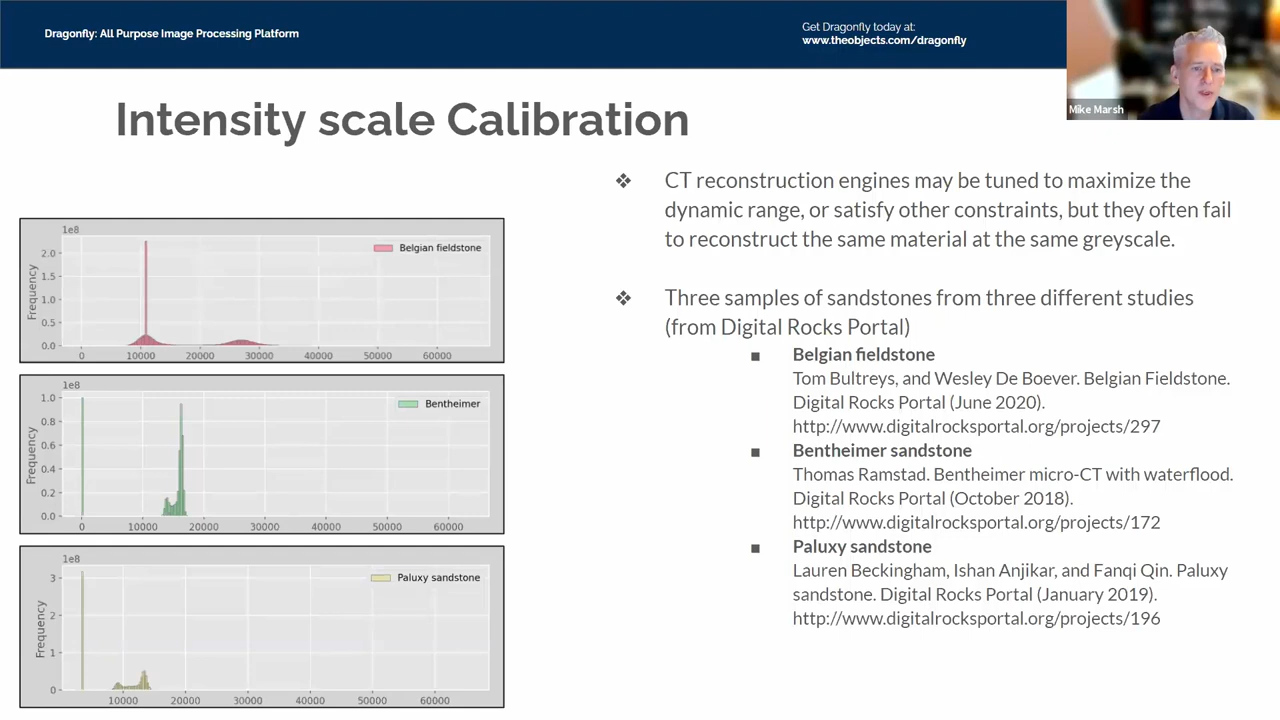 Dragonfly: All Purpose Image Processing Platform
Get Dragonfly today at:
www.theobjects.com/dragonfly
Mike Marsh
Intensity scale Calibration
1e8
Belgian fieldstone
Frequency
2.0
1.5
1.0
0.5
0.0
0 10000 20000 30000 40000 50000 60000
1e8
Bentheimer
Frequency
1.0
0.8
0.6
0.4
0.2
0.0
0 10000 20000 30000 40000 50000 60000
1e8
Paluxy sandstone
Frequency
3
2
1
0
10000 20000 30000 40000 50000 60000
❖ CT reconstruction engines may be tuned to maximize the
dynamic range, or satisfy other constraints, but they often fail
to reconstruct the same material at the same greyscale.
❖ Three samples of sandstones from three different studies
(from Digital Rocks Portal)
■ Belgian fieldstone
Tom Bultreys, and Wesley De Boever. Belgian Fieldstone.
Digital Rocks Portal (June 2020).
http://www.digitalrocksportal.org/projects/297
■ Bentheimer sandstone
Thomas Ramstad. Bentheimer micro-CT with waterflood.
Digital Rocks Portal (October 2018).
http://www.digitalrocksportal.org/projects/172
■ Paluxy sandstone
Lauren Beckingham, Ishan Anjikar, and Fanqi Qin. Paluxy
sandstone. Digital Rocks Portal (January 2019).
http://www.digitalrocksportal.org/projects/196